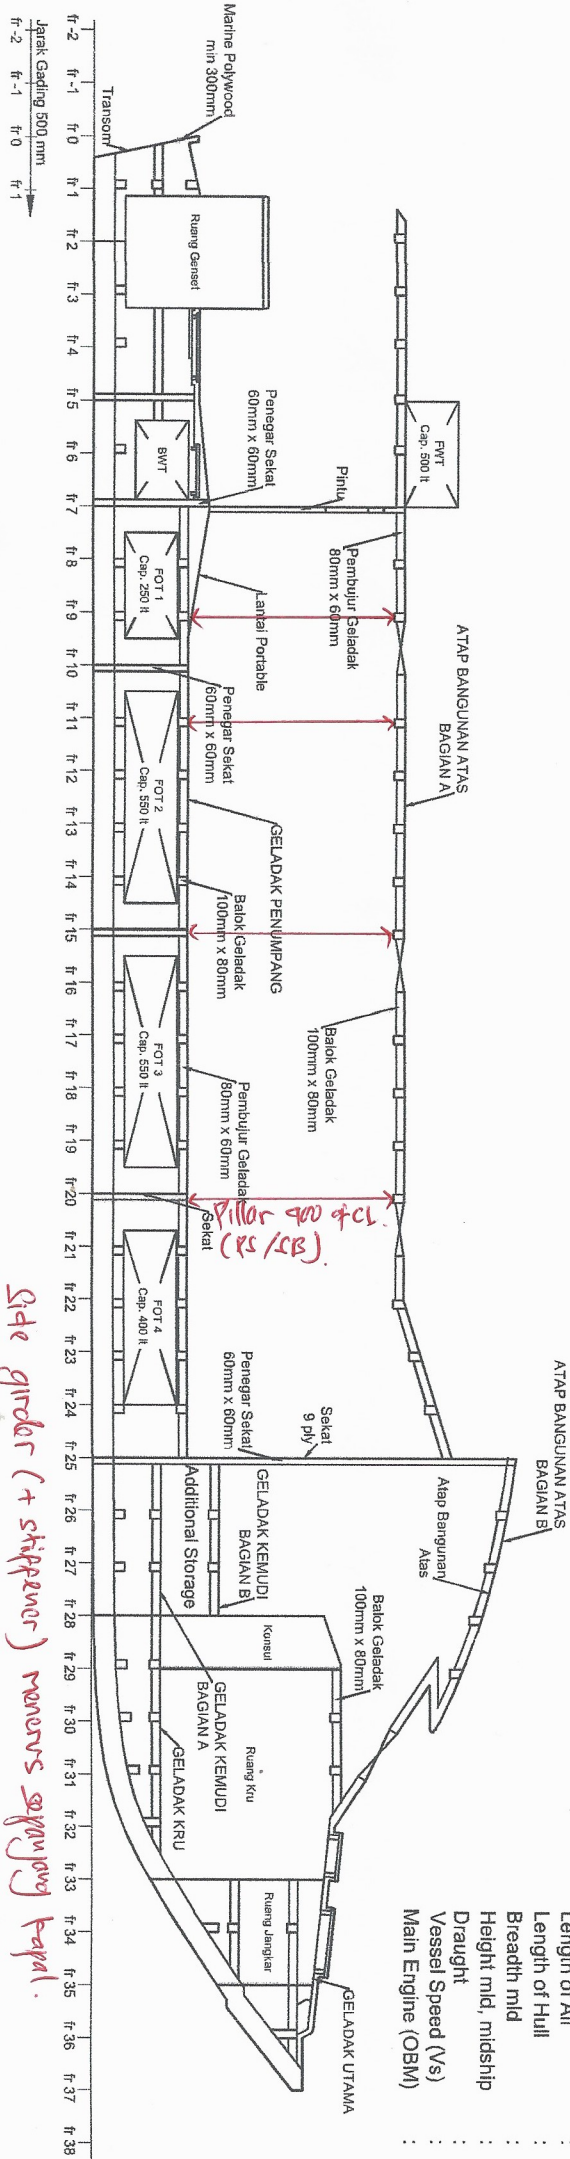 Length of All :
Length of Hull :
Breadth mld :
Height mld, midship :
Draught :
Vessel Speed (Vs) :
Main Engine (OBM) :
ATAP BANGUNAN ATAS
BAGIAN B
ATAP BANGUNAN ATAS
BAGIAN A
FWT
Cap. 500 lt
Pembujur Geladak
80mm x 60mm
Balok Geladak
100mm x 80mm
Atap Bangunan
Atas
Balok Geladak
100mm x 80mm
Marine Polywood
min 300mm
Ruang Genset
Penegar Sekat
60mm x 60mm
Pintu
Lantai Portable
Penegar Sekat
60mm x 60mm
GELADAK PENUMPANG
Balok Geladak
100mm x 80mm
Pembujur Geladak
80mm x 60mm
Sekat
Pillar 900 of CL.
(PS/SB).
Sekat
9 ply
Penegar Sekat
60mm x 60mm
GELADAK KEMUDI
BAGIAN B
Additional Storage
Konsul
Ruang Kru
GELADAK KEMUDI
BAGIAN A
GELADAK KRU
Ruang Jangkar
GELADAK UTAMA
Transom
BWT
FOT 1
Cap. 250 lt
FOT 2
Cap. 550 lt
FOT 3
Cap. 550 lt
FOT 4
Cap. 400 lt
fr -2 fr -1 fr 0 fr 1 fr 2 fr 3 fr 4 fr 5 fr 6 fr 7 fr 8 fr 9 fr 10 fr 11 fr 12 fr 13 fr 14 fr 15 fr 16 fr 17 fr 18 fr 19 fr 20 fr 21 fr 22 fr 23 fr 24 fr 25 fr 26 fr 27 fr 28 fr 29 fr 30 fr 31 fr 32 fr 33 fr 34 fr 35 fr 36 fr 37 fr 38
Jarak Gading 500 mm
fr -2 fr -1 fr 0 fr 1
Side girder (+ stiffener) menerus sepanjang kapal.